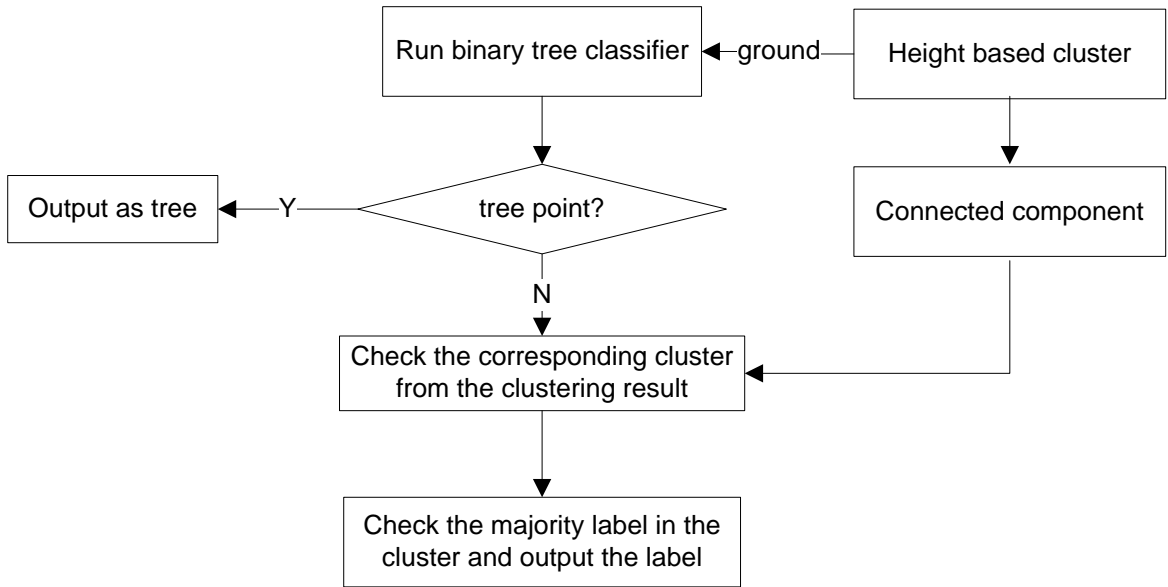 Run binary tree classifier
ground
Height based cluster
Output as tree
Y
tree point?
Connected component
N
Check the corresponding cluster
from the clustering result
Check the majority label in the
cluster and output the label